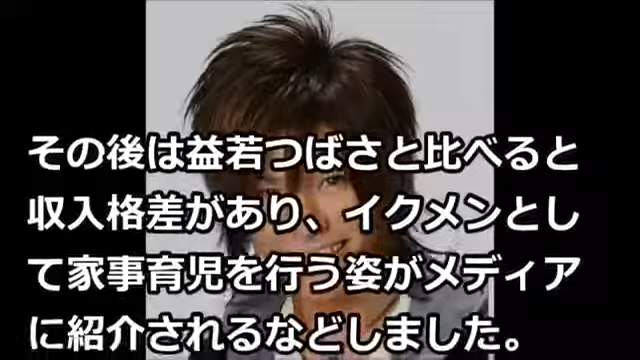 その後は益若つばさと比べると
収入格差があり、イクメンとし
て家事育児を行う姿がメディア
に紹介されるなどしました。